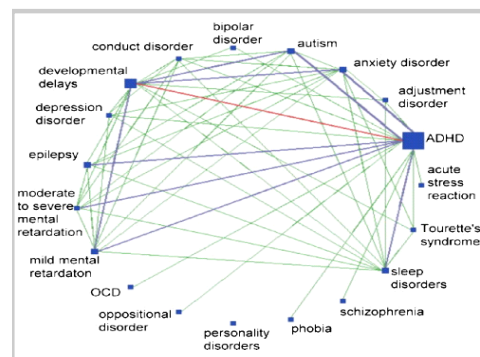 bipolar
disorder
conduct disorder
autism
developmental
delays
anxiety disorder
depression
disorder
adjustment
disorder
ADHD
epilepsy
acute
stress
reaction
moderate
to severe
mental
retardation
Tourette's
syndrome
mild mental
retardaton
sleep
disorders
OCD
oppositional
disorder
personality
disorders
phobia
schizophrenia